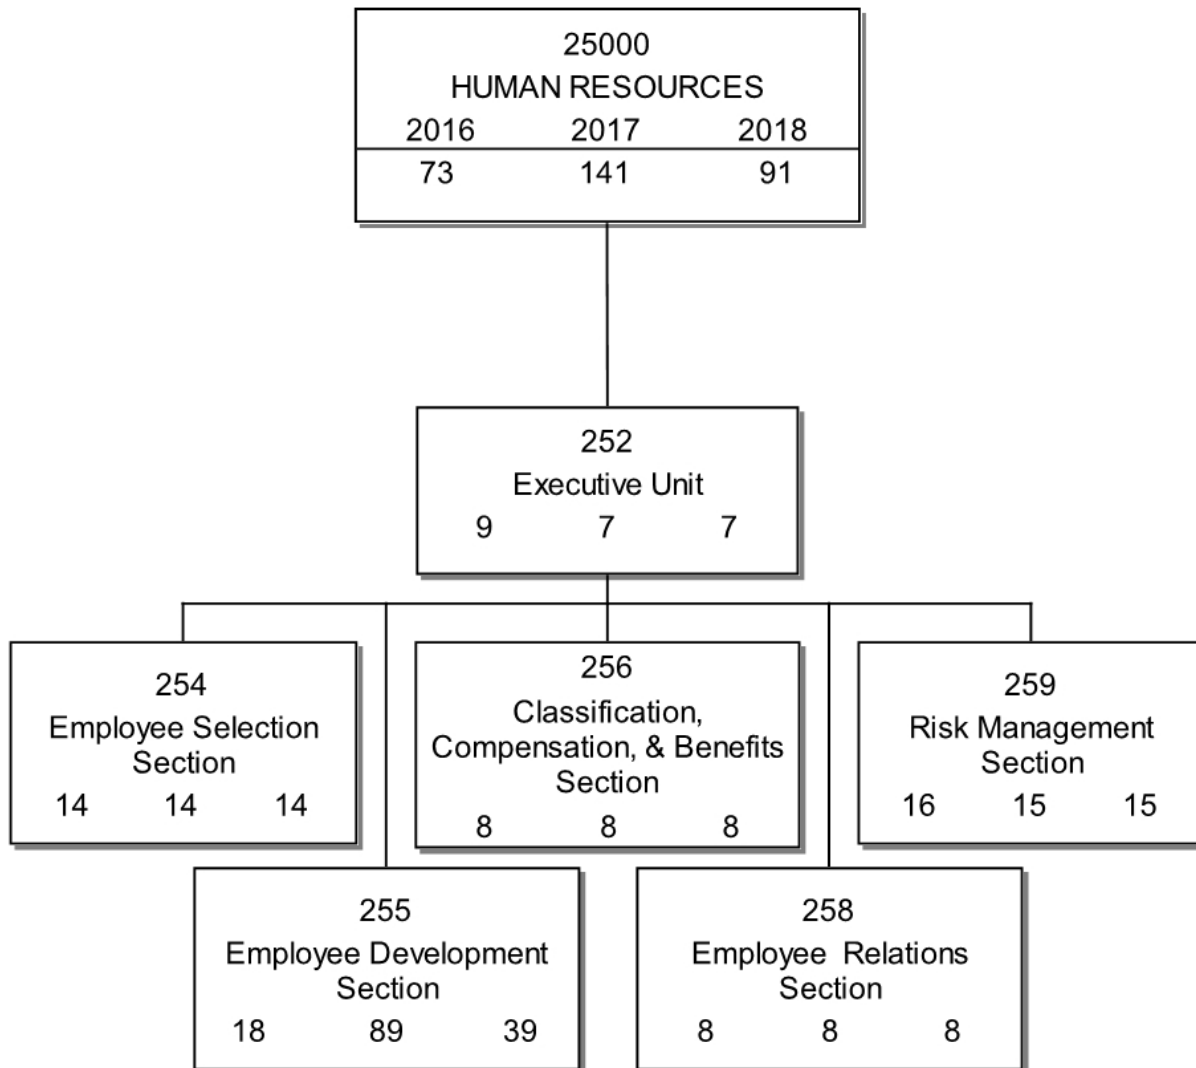 25000
HUMAN RESOURCES
2016 2017 2018
73 141 91
252
Executive Unit
9 7 7
254
Employee Selection
Section
14 14 14
256
Classification,
Compensation, & Benefits
Section
8 8 8
259
Risk Management
Section
16 15 15
255
Employee Development
Section
18 89 39
258
Employee Relations
Section
8 8 8